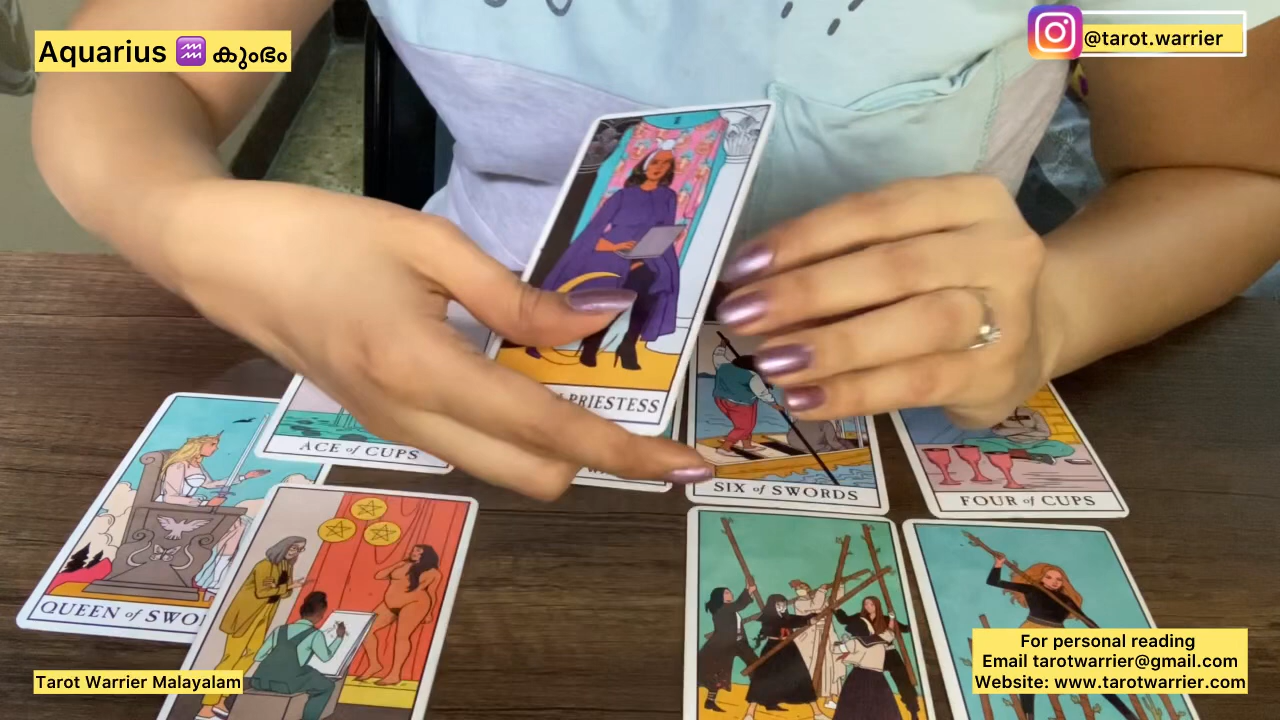 Aquarius ♒ കുംഭം
@tarot.warrier
PRIESTESS
ACE of CUPS
SIX of SWORDS
FOUR of CUPS
QUEEN of
Tarot Warrier Malayalam
For personal reading
Email tarotwarrier@gmail.com
Website: www.tarotwarrier.com